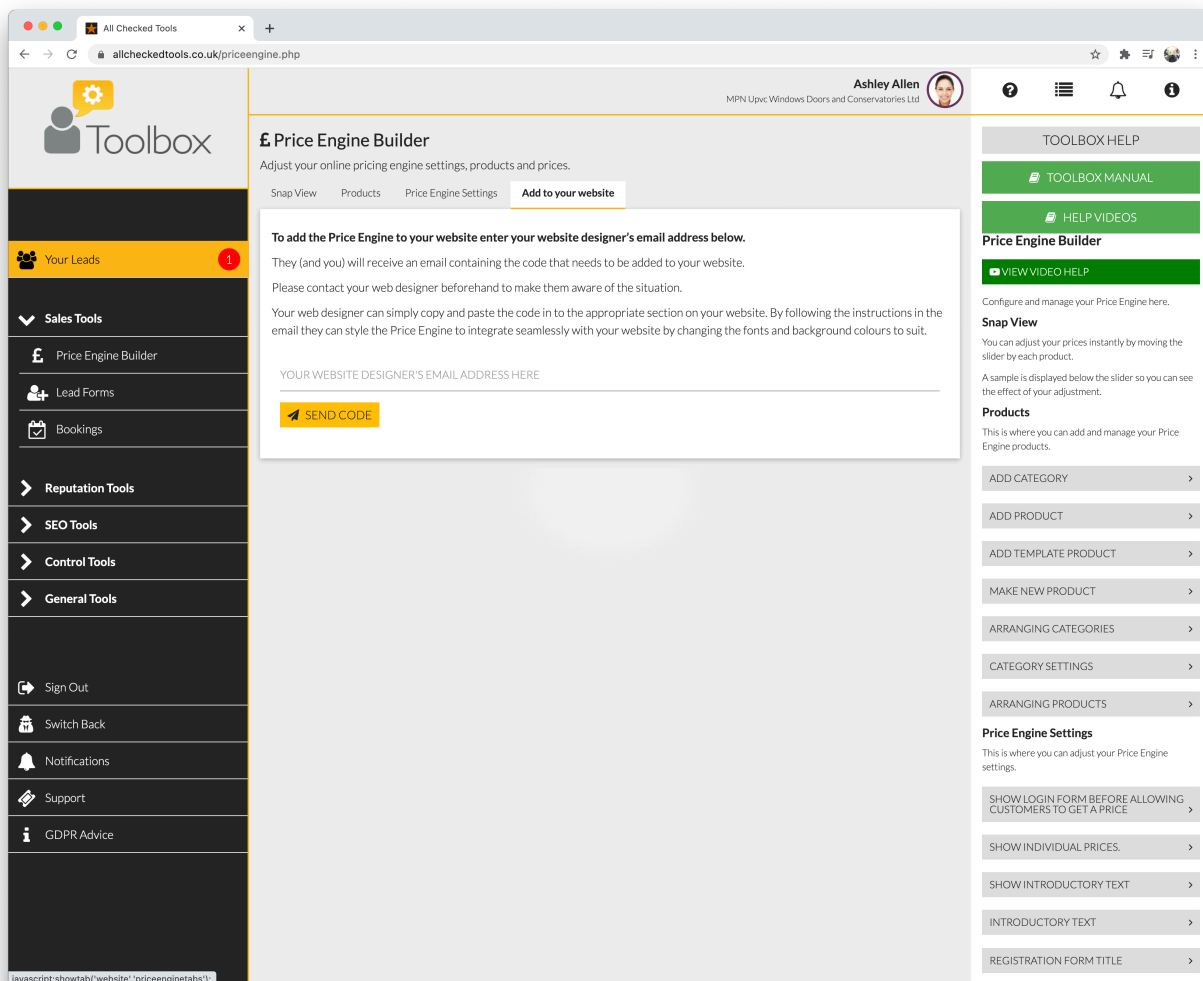 All Checked Tools
allcheckedtools.co.uk/priceengine.php
Toolbox
Ashley Allen
MPN Upvc Windows Doors and Conservatories Ltd
£ Price Engine Builder
Adjust your online pricing engine settings, products and prices.
Snap View Products Price Engine Settings Add to your website
To add the Price Engine to your website enter your website designer's email address below.
They (and you) will receive an email containing the code that needs to be added to your website.
Please contact your web designer beforehand to make them aware of the situation.
Your web designer can simply copy and paste the code in to the appropriate section on your website. By following the instructions in the
email they can style the Price Engine to integrate seamlessly with your website by changing the fonts and background colours to suit.
YOUR WEBSITE DESIGNER'S EMAIL ADDRESS HERE
SEND CODE
Your Leads 1
Sales Tools
£ Price Engine Builder
Lead Forms
Bookings
Reputation Tools
SEO Tools
Control Tools
General Tools
Sign Out
Switch Back
Notifications
Support
GDPR Advice
javascript:showtab('website','priceenginetabs');
TOOLBOX HELP
TOOLBOX MANUAL
HELP VIDEOS
Price Engine Builder
VIEW VIDEO HELP
Configure and manage your Price Engine here.
Snap View
You can adjust your prices instantly by moving the
slider by each product.
A sample is displayed below the slider so you can see
the effect of your adjustment.
Products
This is where you can add and manage your Price
Engine products.
ADD CATEGORY
ADD PRODUCT
ADD TEMPLATE PRODUCT
MAKE NEW PRODUCT
ARRANGING CATEGORIES
CATEGORY SETTINGS
ARRANGING PRODUCTS
Price Engine Settings
This is where you can adjust your Price Engine
settings.
SHOW LOGIN FORM BEFORE ALLOWING
CUSTOMERS TO GET A PRICE
SHOW INDIVIDUAL PRICES.
SHOW INTRODUCTORY TEXT
INTRODUCTORY TEXT
REGISTRATION FORM TITLE